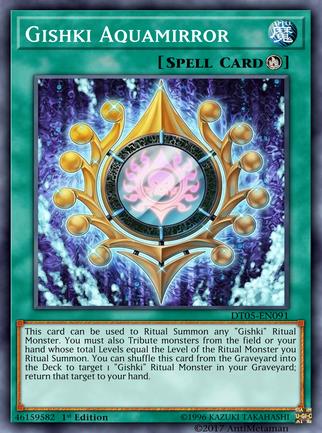 Gishki Aquamirror
[Spell Card]
DT05-EN091
This card can be used to Ritual Summon any "Gishki" Ritual
Monster. You must also Tribute monsters from the field or your
hand whose total Levels equal the Level of the Ritual Monster you
Ritual Summon. You can shuffle this card from the Graveyard into
the Deck to target 1 "Gishki" Ritual Monster in your Graveyard;
return that target to your hand.
46159582 1st Edition ©1996 KAZUKI TAKAHASHI
©2017 AntiMetaman